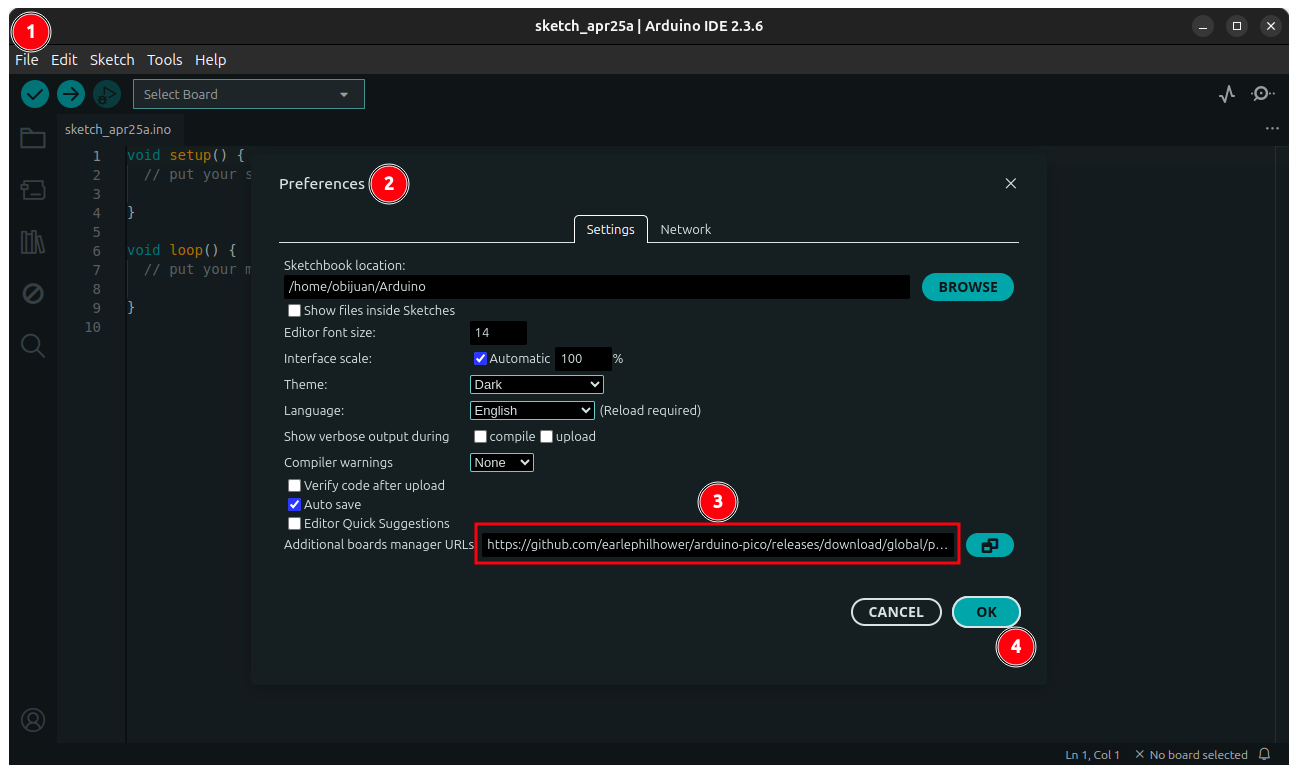 1
sketch_apr25a | Arduino IDE 2.3.6
File Edit Sketch Tools Help
Select Board
sketch_apr25a.ino
1 void setup() {
2 // put your s
3
4 }
5
6 void loop() {
7 // put your m
8
9 }
10
Preferences 2
Settings Network
Sketchbook location:
/home/obijuan/Arduino
BROWSE
Show files inside Sketches
Editor font size: 14
Interface scale: Automatic 100 %
Theme: Dark
Language: English (Reload required)
Show verbose output during compile upload
Compiler warnings None
Verify code after upload
3
Auto save
Editor Quick Suggestions
Additional boards manager URLs https://github.com/earlephilhower/arduino-pico/releases/download/global/p...
CANCEL OK
4
Ln 1, Col 1 No board selected